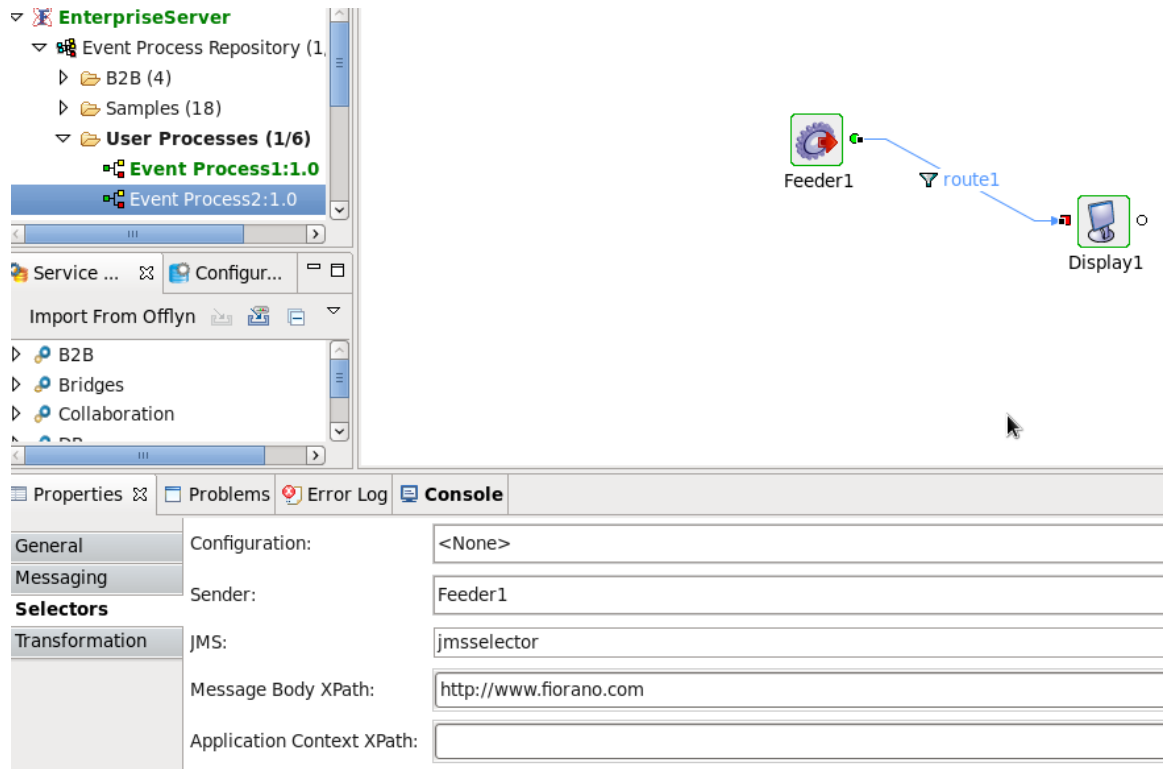 EnterpriseServer
Event Process Repository (1,
B2B (4)
Samples (18)
User Processes (1/6)
Event Process1:1.0
Event Process2:1.0
Feeder1
route1
Display1
Service ...
Configur...
Import From Offlyn
B2B
Bridges
Collaboration
DB
Properties
Problems
Error Log
Console
General
Messaging
Selectors
Transformation
Configuration:
<None>
Sender:
Feeder1
JMS:
jmsselector
Message Body XPath:
http://www.fiorano.com
Application Context XPath: